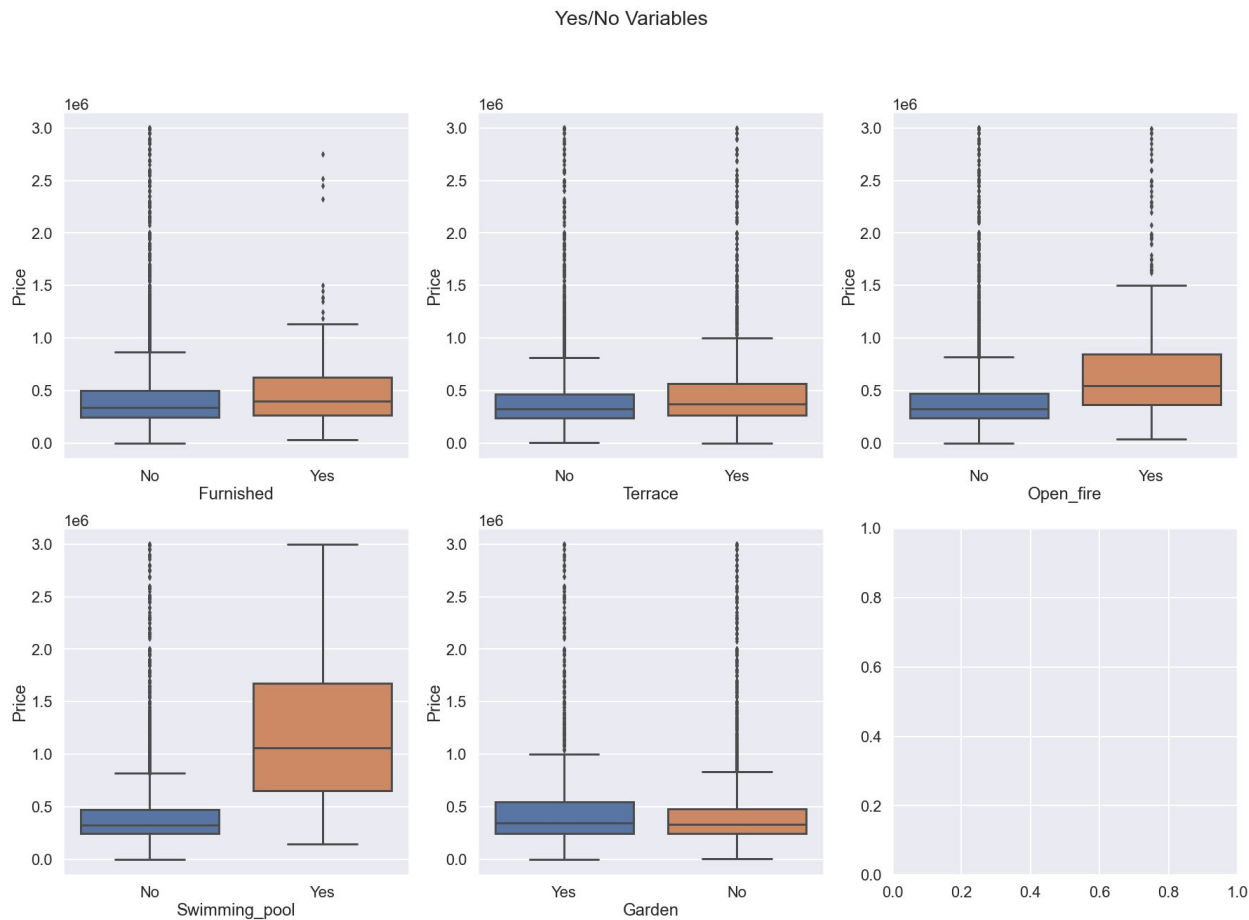 Yes/No Variables
1e6
3.0
2.5
2.0
1.5
1.0
0.5
0.0
Price
No Yes
Furnished
1e6
3.0
2.5
2.0
1.5
1.0
0.5
0.0
Price
No Yes
Terrace
1e6
3.0
2.5
2.0
1.5
1.0
0.5
0.0
Price
No Yes
Open_fire
1e6
3.0
2.5
2.0
1.5
1.0
0.5
0.0
Price
No Yes
Swimming_pool
1e6
3.0
2.5
2.0
1.5
1.0
0.5
0.0
Price
Yes No
Garden
1.0
0.8
0.6
0.4
0.2
0.0
0.0 0.2 0.4 0.6 0.8 1.0